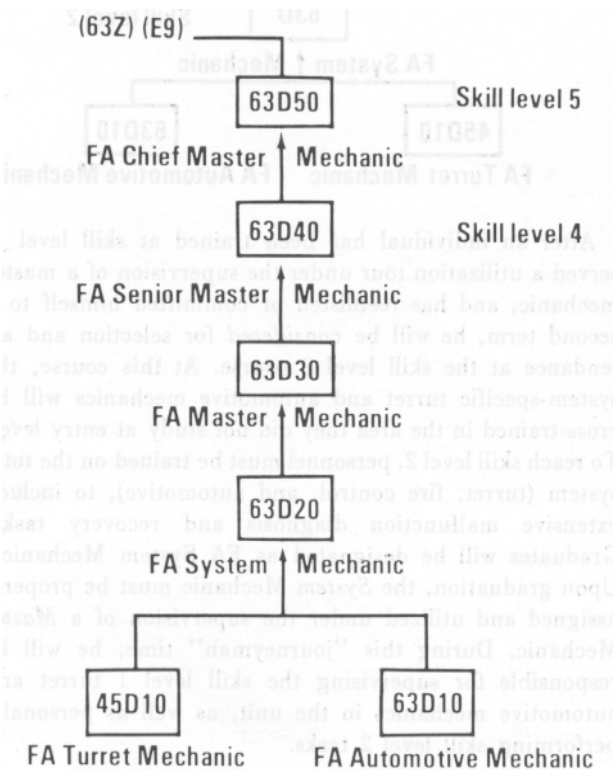 (63Z) (E9)
63D50 Skill level 5
FA Chief Master Mechanic
63D40 Skill level 4
FA Senior Master Mechanic
63D30
FA Master Mechanic
63D20
FA System Mechanic
45D10 63D10
FA Turret Mechanic FA Automotive Mechanic